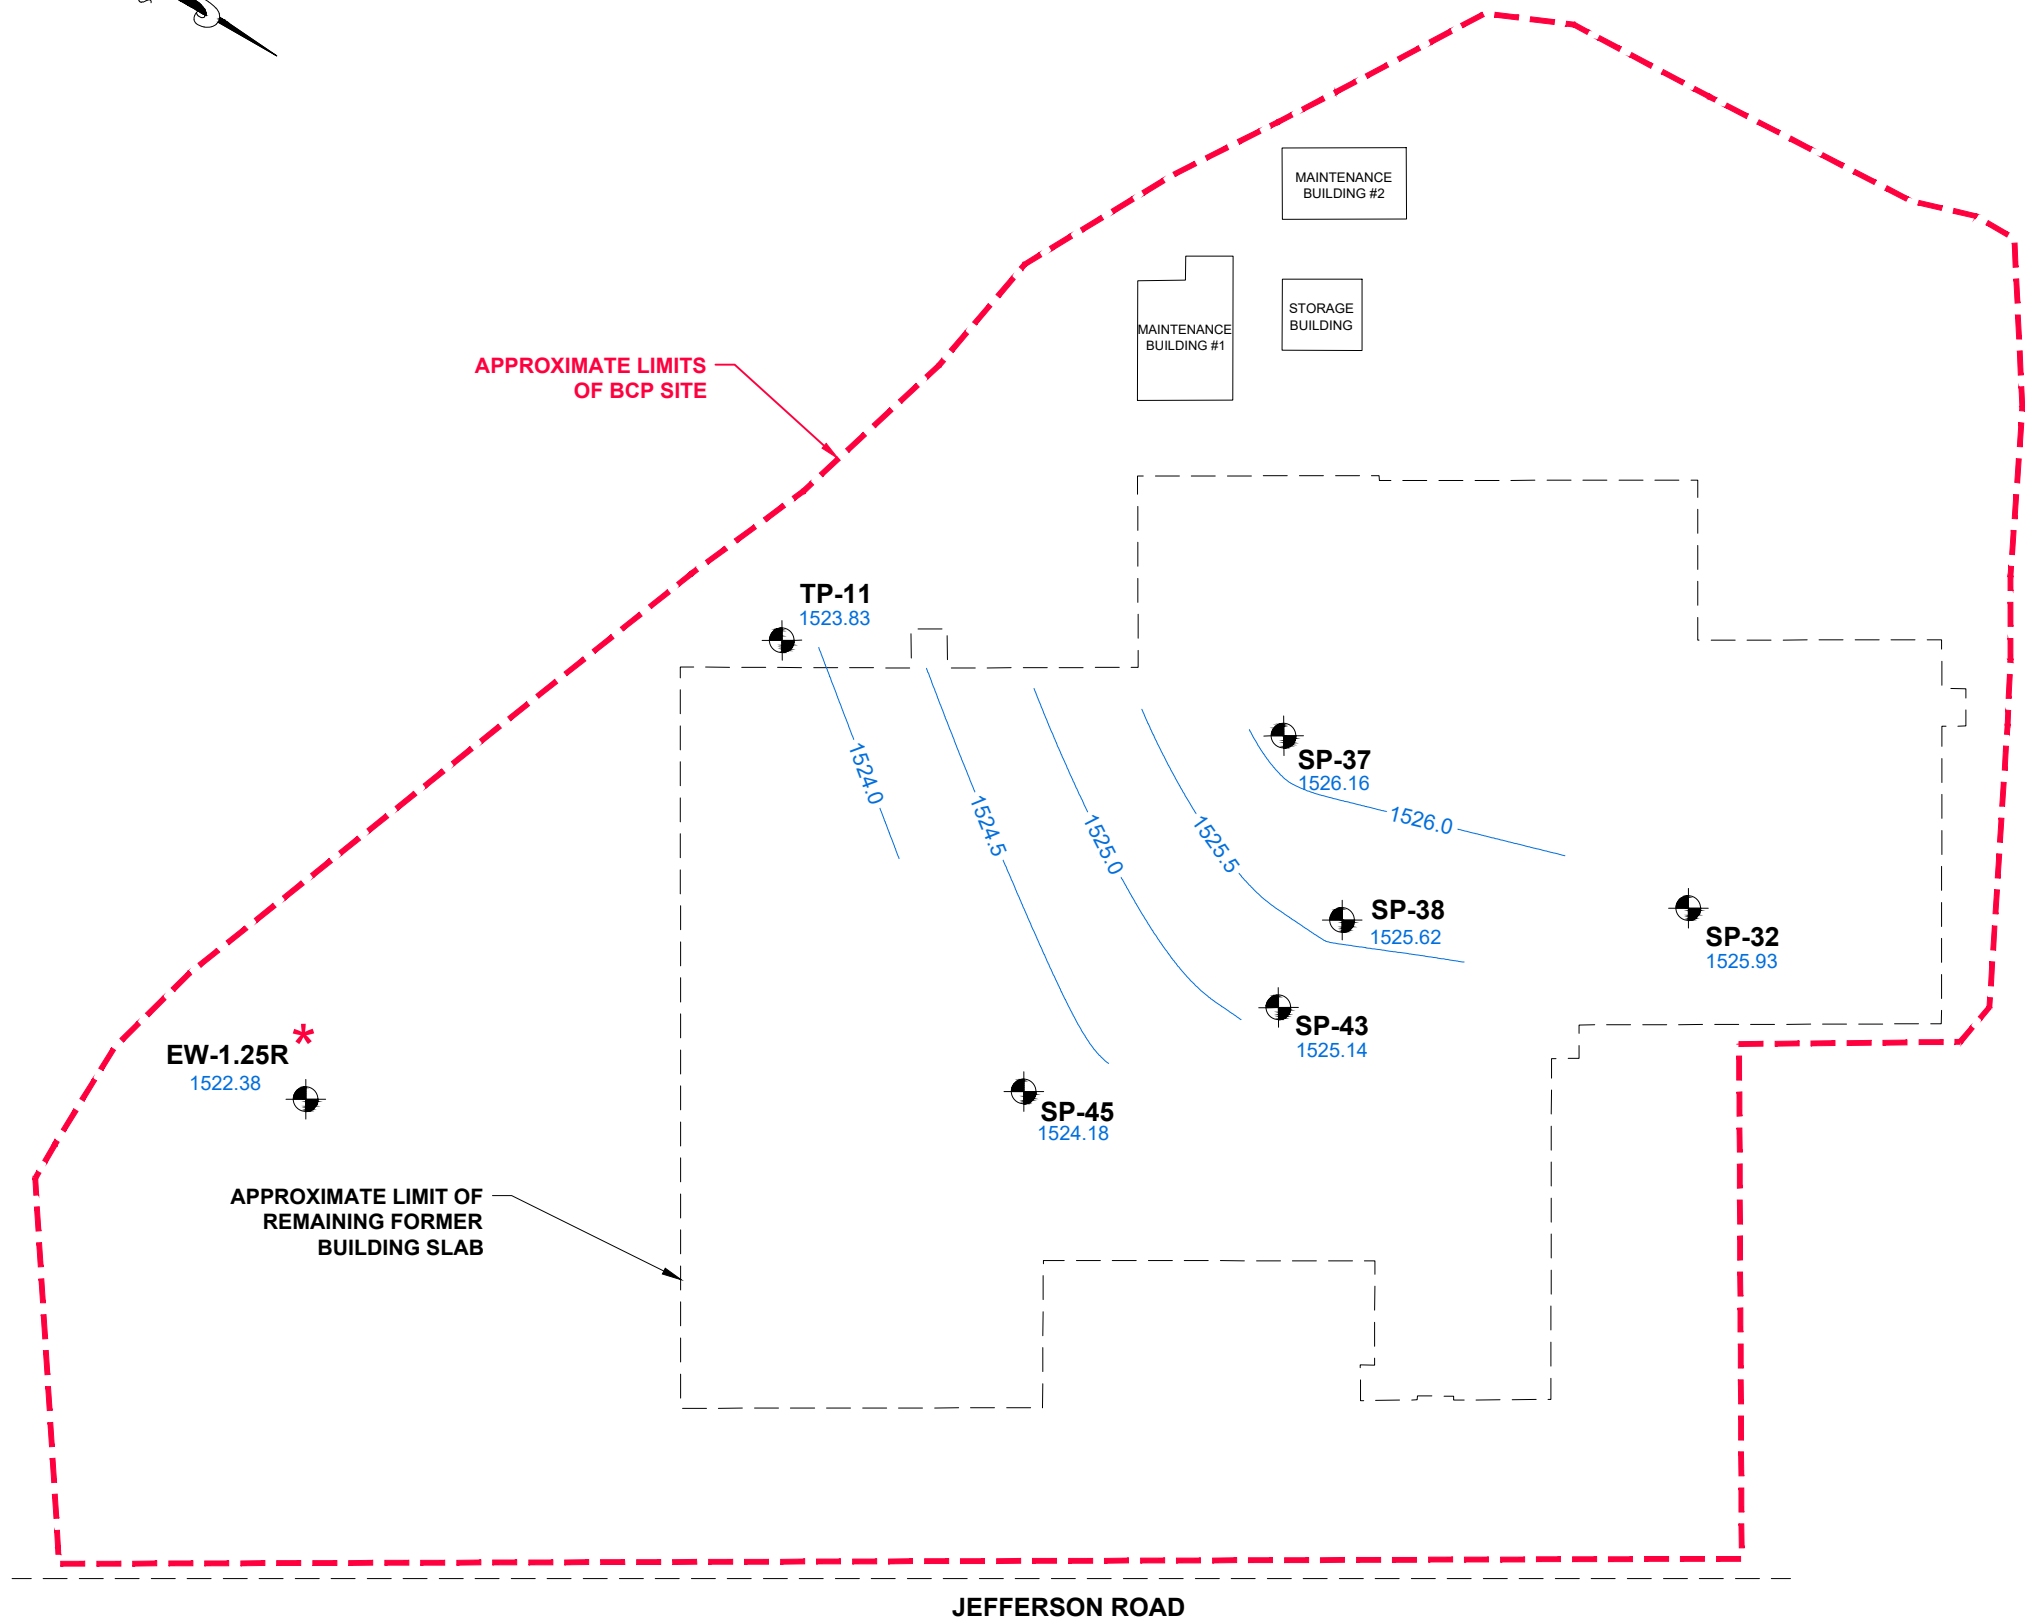 MAINTENANCE
BUILDING #2
STORAGE
BUILDING
MAINTENANCE
BUILDING #1
APPROXIMATE LIMITS
OF BCP SITE
TP-11
1523.83
1524.0
1524.5
1525.0
1525.5
1526.0
SP-37
1526.16
SP-38
1525.62
SP-32
1525.93
SP-43
1525.14
EW-1.25R *
1522.38
SP-45
1524.18
APPROXIMATE LIMIT OF
REMAINING FORMER
BUILDING SLAB
JEFFERSON ROAD